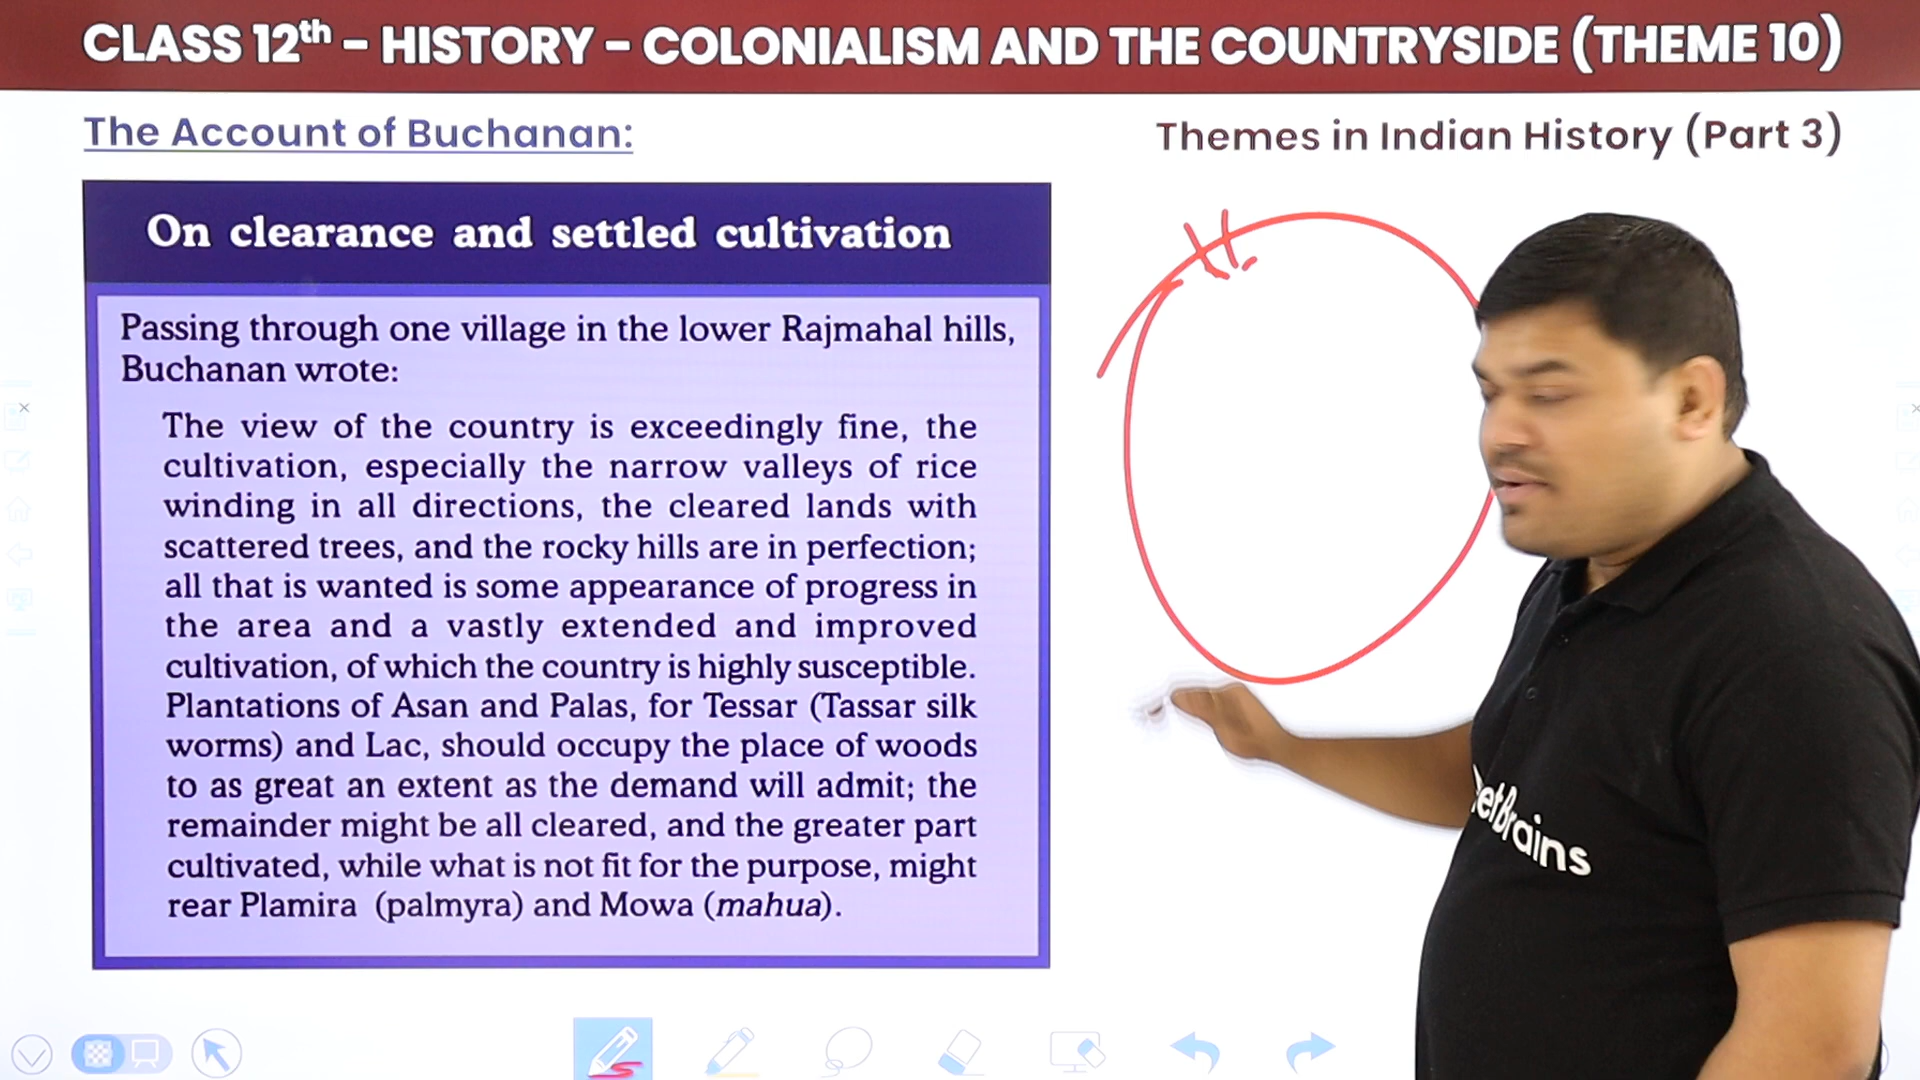 CLASS 12th – HISTORY – COLONIALISM AND THE COUNTRYSIDE (THEME 10)
The Account of Buchanan:
Themes in Indian History (Part 3)
On clearance and settled cultivation
Passing through one village in the lower Rajmahal hills,
Buchanan wrote:
The view of the country is exceedingly fine, the
cultivation, especially the narrow valleys of rice
winding in all directions, the cleared lands with
scattered trees, and the rocky hills are in perfection;
all that is wanted is some appearance of progress in
the area and a vastly extended and improved
cultivation, of which the country is highly susceptible.
Plantations of Asan and Palas, for Tessar (Tassar silk
worms) and Lac, should occupy the place of woods
to as great an extent as the demand will admit; the
remainder might be all cleared, and the greater part
cultivated, while what is not fit for the purpose, might
rear Plamira (palmyra) and Mowa (mahua).
etBrains